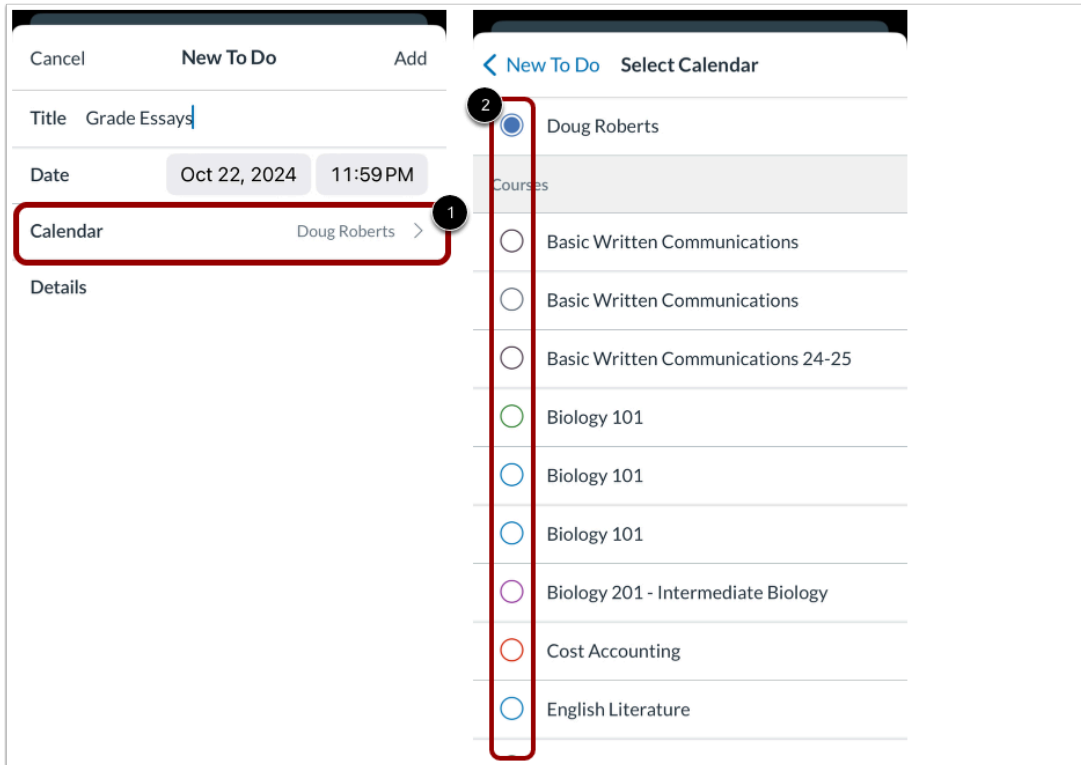 Cancel New To Do Add
Title Grade Essays
Date Oct 22, 2024 11:59 PM
1
Calendar Doug Roberts
Details
New To Do Select Calendar
2
Doug Roberts
Courses
Basic Written Communications
Basic Written Communications
Basic Written Communications 24-25
Biology 101
Biology 101
Biology 101
Biology 201 - Intermediate Biology
Cost Accounting
English Literature